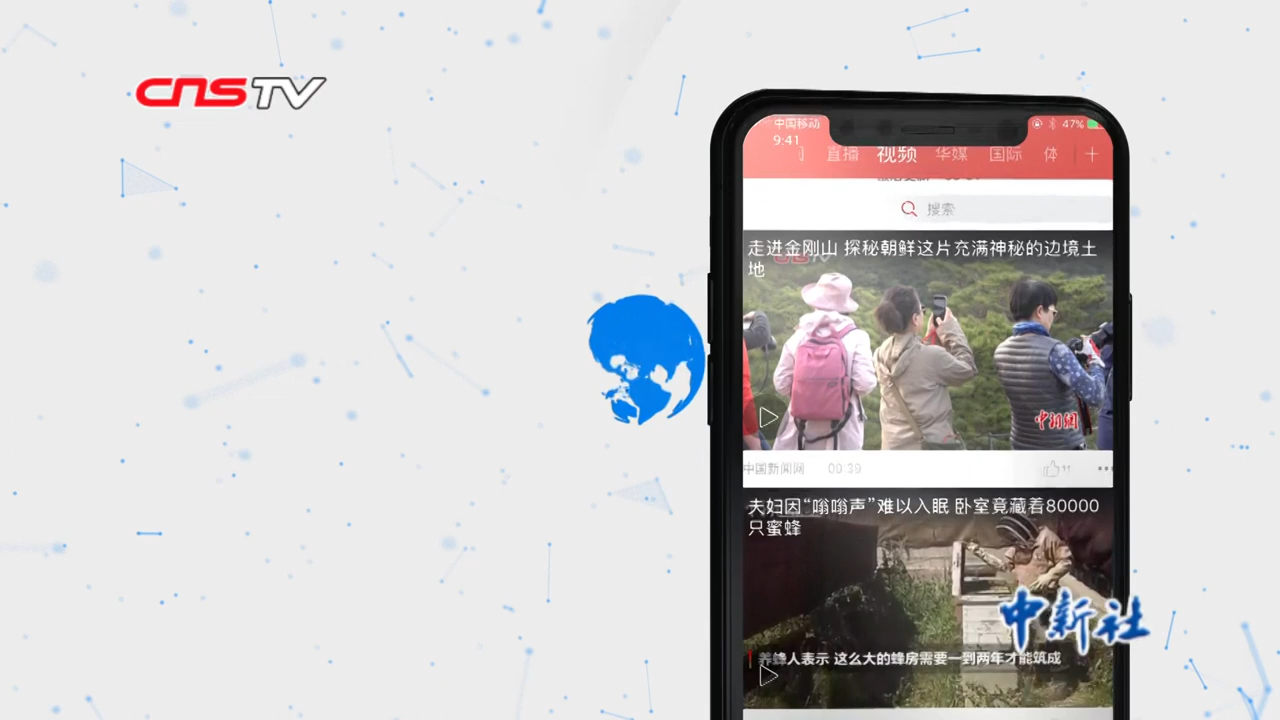 CNSTV
中国移动
47%
9:41
直播 视频 华媒 国际 体 +
搜索
走进金刚山 探秘朝鲜这片充满神秘的边境土
地
中新网
中国新闻网 00:39
11
夫妇因“嗡嗡声”难以入眠 卧室竟藏着80000
只蜜蜂
中新社
养蜂人表示 这么大的蜂房需要一到两年才能筑成